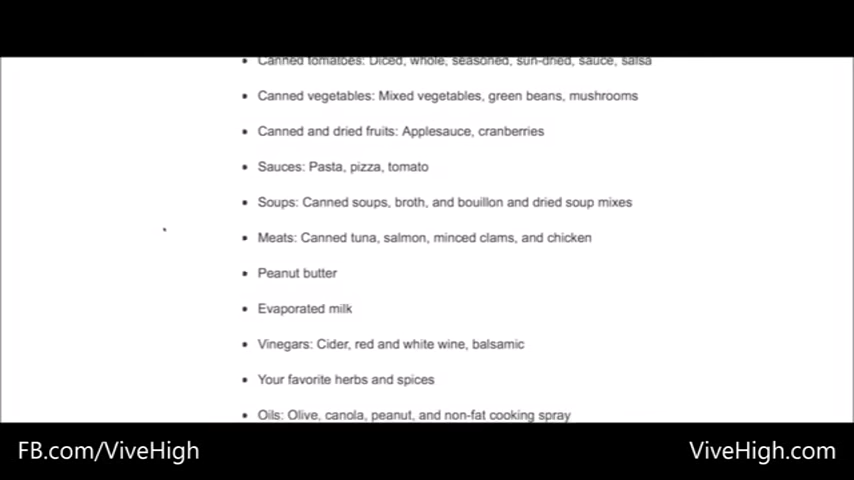 • Canned tomatoes: Diced, whole, seasoned, sun-dried, sauce, salsa
• Canned vegetables: Mixed vegetables, green beans, mushrooms
• Canned and dried fruits: Applesauce, cranberries
• Sauces: Pasta, pizza, tomato
• Soups: Canned soups, broth, and bouillon and dried soup mixes
• Meats: Canned tuna, salmon, minced clams, and chicken
• Peanut butter
• Evaporated milk
• Vinegars: Cider, red and white wine, balsamic
• Your favorite herbs and spices
• Oils: Olive, canola, peanut, and non-fat cooking spray
FB.com/ViveHigh
ViveHigh.com